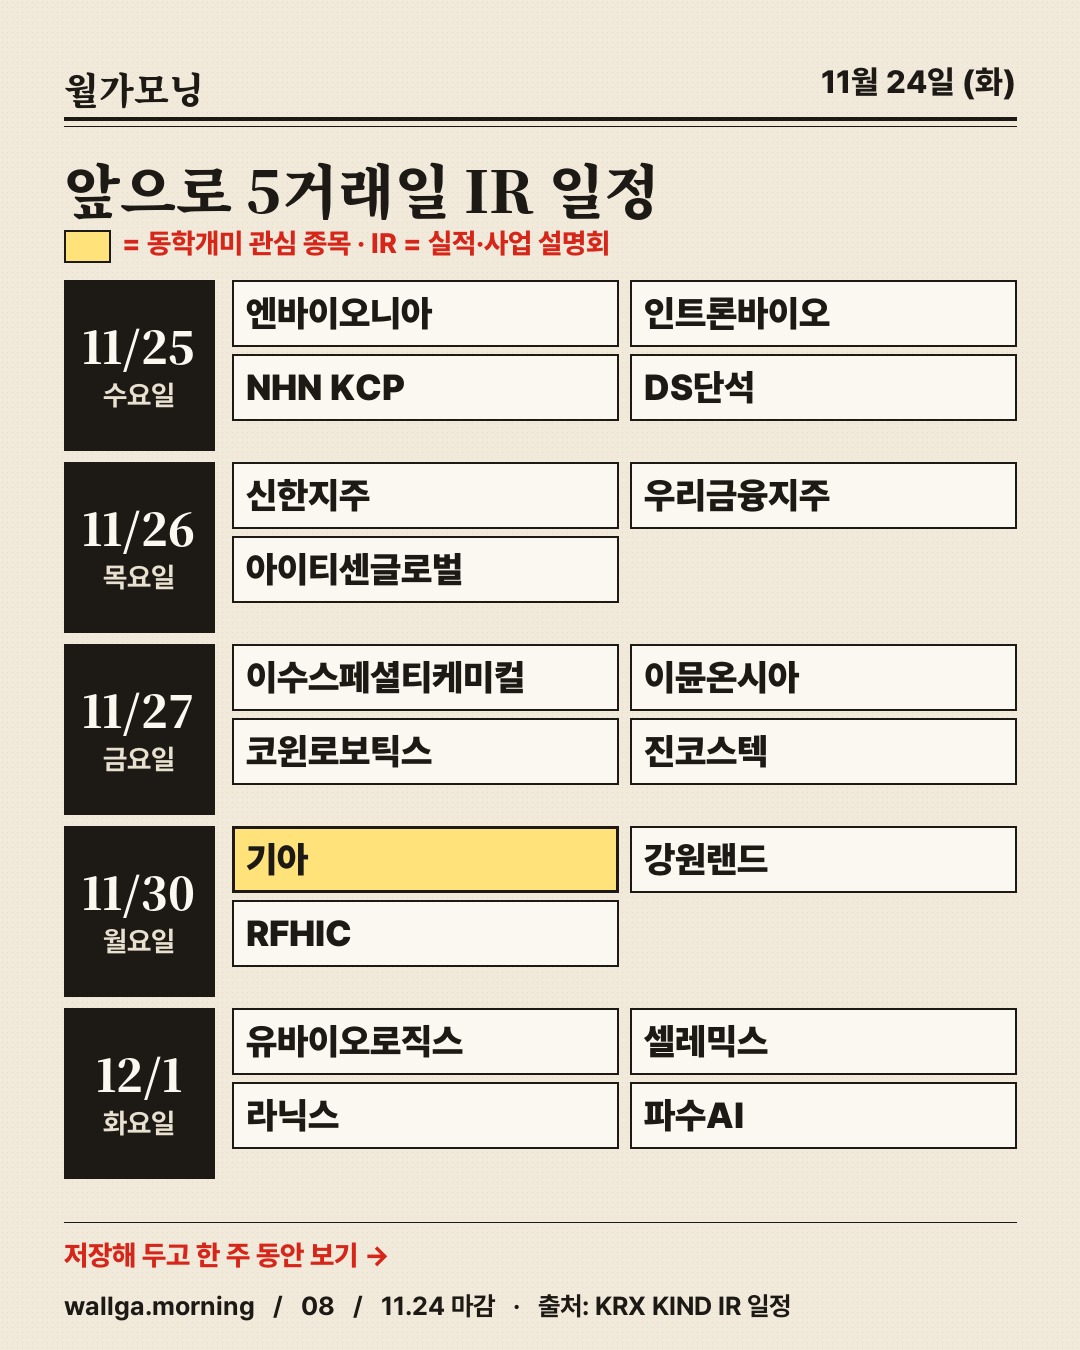 월가모닝
11월 24일 (화)
앞으로 5거래일 IR 일정
= 동학개미 관심 종목 · IR = 실적·사업 설명회
11/25
수요일
엔바이오니아
인트론바이오
NHN KCP
DS단석
11/26
목요일
신한지주
우리금융지주
아이티센글로벌
11/27
금요일
이수스페셜티케미컬
이뮨온시아
코윈로보틱스
진코스텍
11/30
월요일
기아
강원랜드
RFHIC
12/1
화요일
유바이오로직스
셀레믹스
라닉스
파수AI
저장해 두고 한 주 동안 보기 →
wallga.morning / 08 / 11.24 마감 · 출처: KRX KIND IR 일정